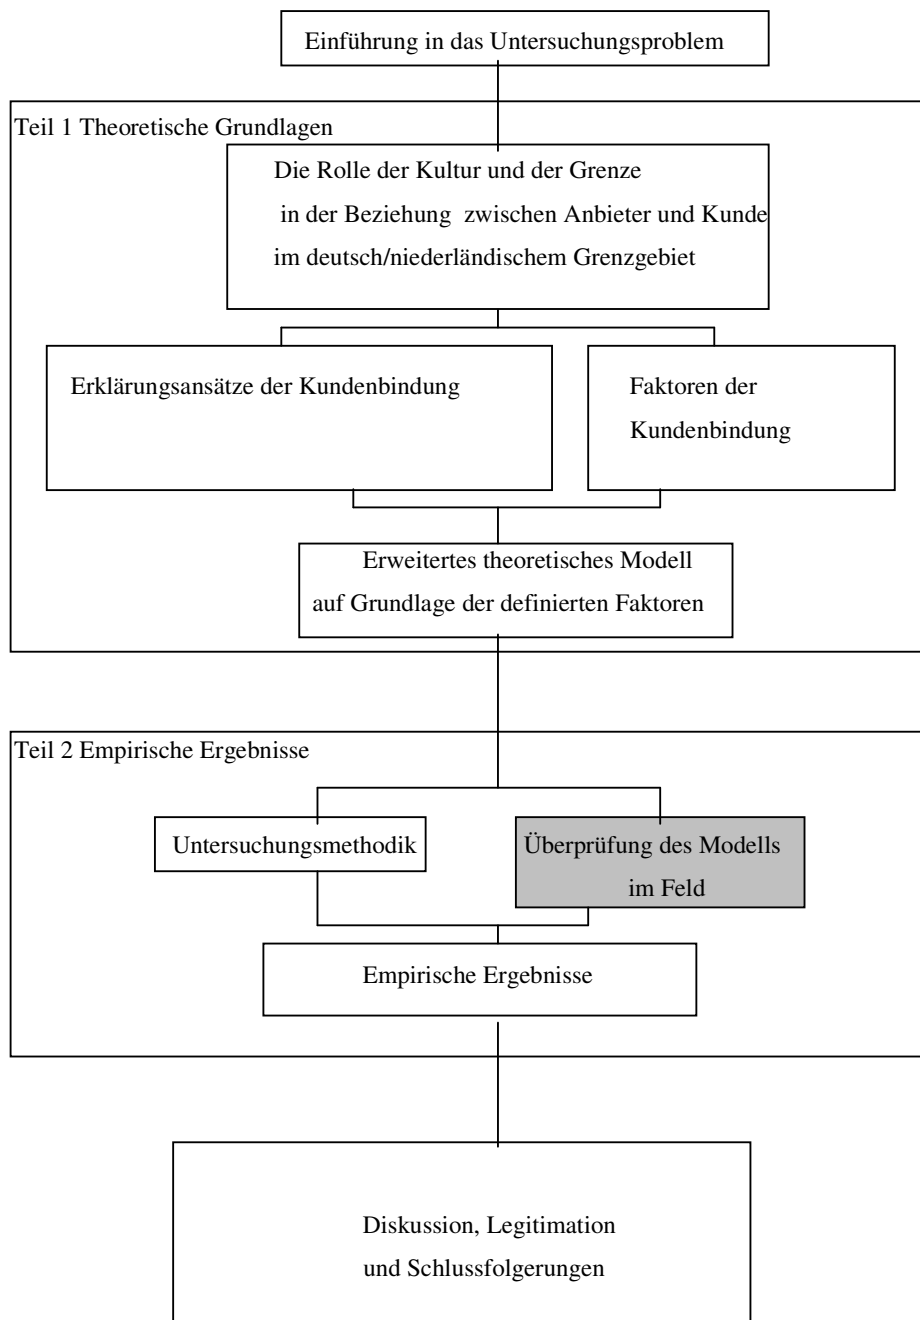 Einführung in das Untersuchungsproblem
Teil 1 Theoretische Grundlagen
Die Rolle der Kultur und der Grenze
in der Beziehung zwischen Anbieter und Kunde
im deutsch/niederländischem Grenzgebiet
Erklärungsansätze der Kundenbindung
Faktoren der
Kundenbindung
Erweitertes theoretisches Modell
auf Grundlage der definierten Faktoren
Teil 2 Empirische Ergebnisse
Untersuchungsmethodik
Überprüfung des Modells
im Feld
Empirische Ergebnisse
Diskussion, Legitimation
und Schlussfolgerungen